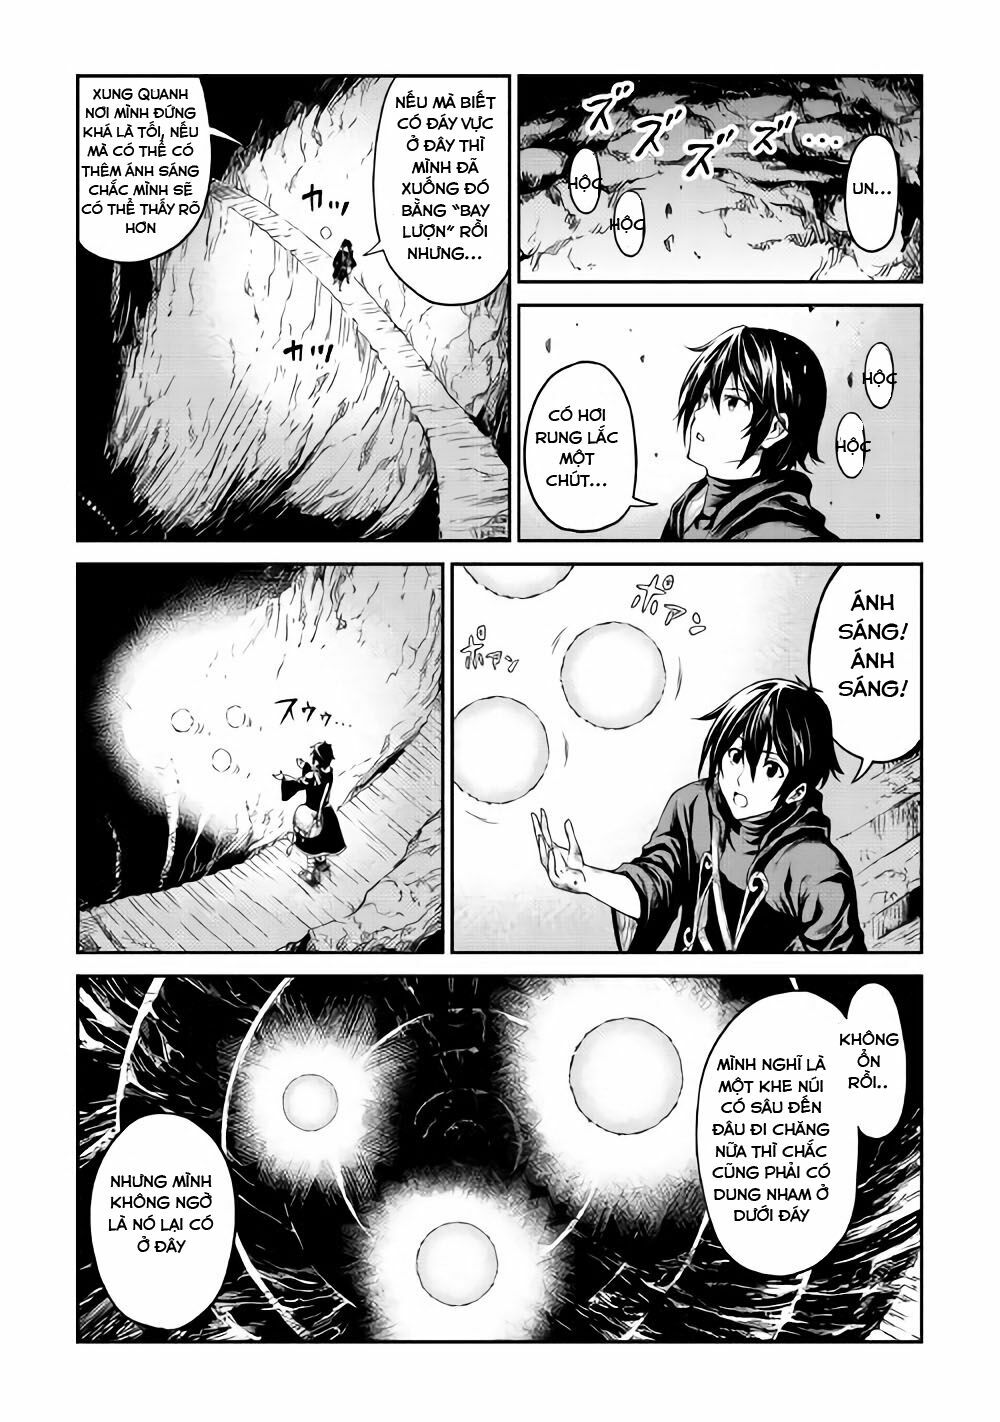 ズ ズ ズ ズ...
UN...
HỘC
HỘC
HỘC
HỘC
CÓ HƠI
RUNG LẮC
MỘT
CHÚT...
NẾU MÀ BIẾT
CÓ ĐÁY VỰC
Ở ĐÂY THÌ
MÌNH ĐÃ
XUỐNG ĐÓ
BẰNG “BAY
LƯỢN” RỒI
NHƯNG...
カッ
カッ
XUNG QUANH
NƠI MÌNH ĐỨNG
KHÁ LÀ TỐI, NẾU
MÀ CÓ THỂ CÓ
THÊM ÁNH SÁNG
CHẮC MÌNH SẼ
CÓ THỂ THẤY RÕ
HƠN
ÁNH
SÁNG!
ÁNH
SÁNG!
ポァン
ポァン
スゥゥ...
KHÔNG
ỔN
RỒI..
MÌNH NGHĨ LÀ
MỘT KHE NÚI
CÓ SÂU ĐẾN
ĐÂU ĐI CHĂNG
NỮA THÌ CHẮC
CŨNG PHẢI CÓ
DUNG NHAM Ở
DƯỚI ĐÁY
NHƯNG MÌNH
KHÔNG NGỜ
LÀ NÓ LẠI CÓ
Ở ĐÂY